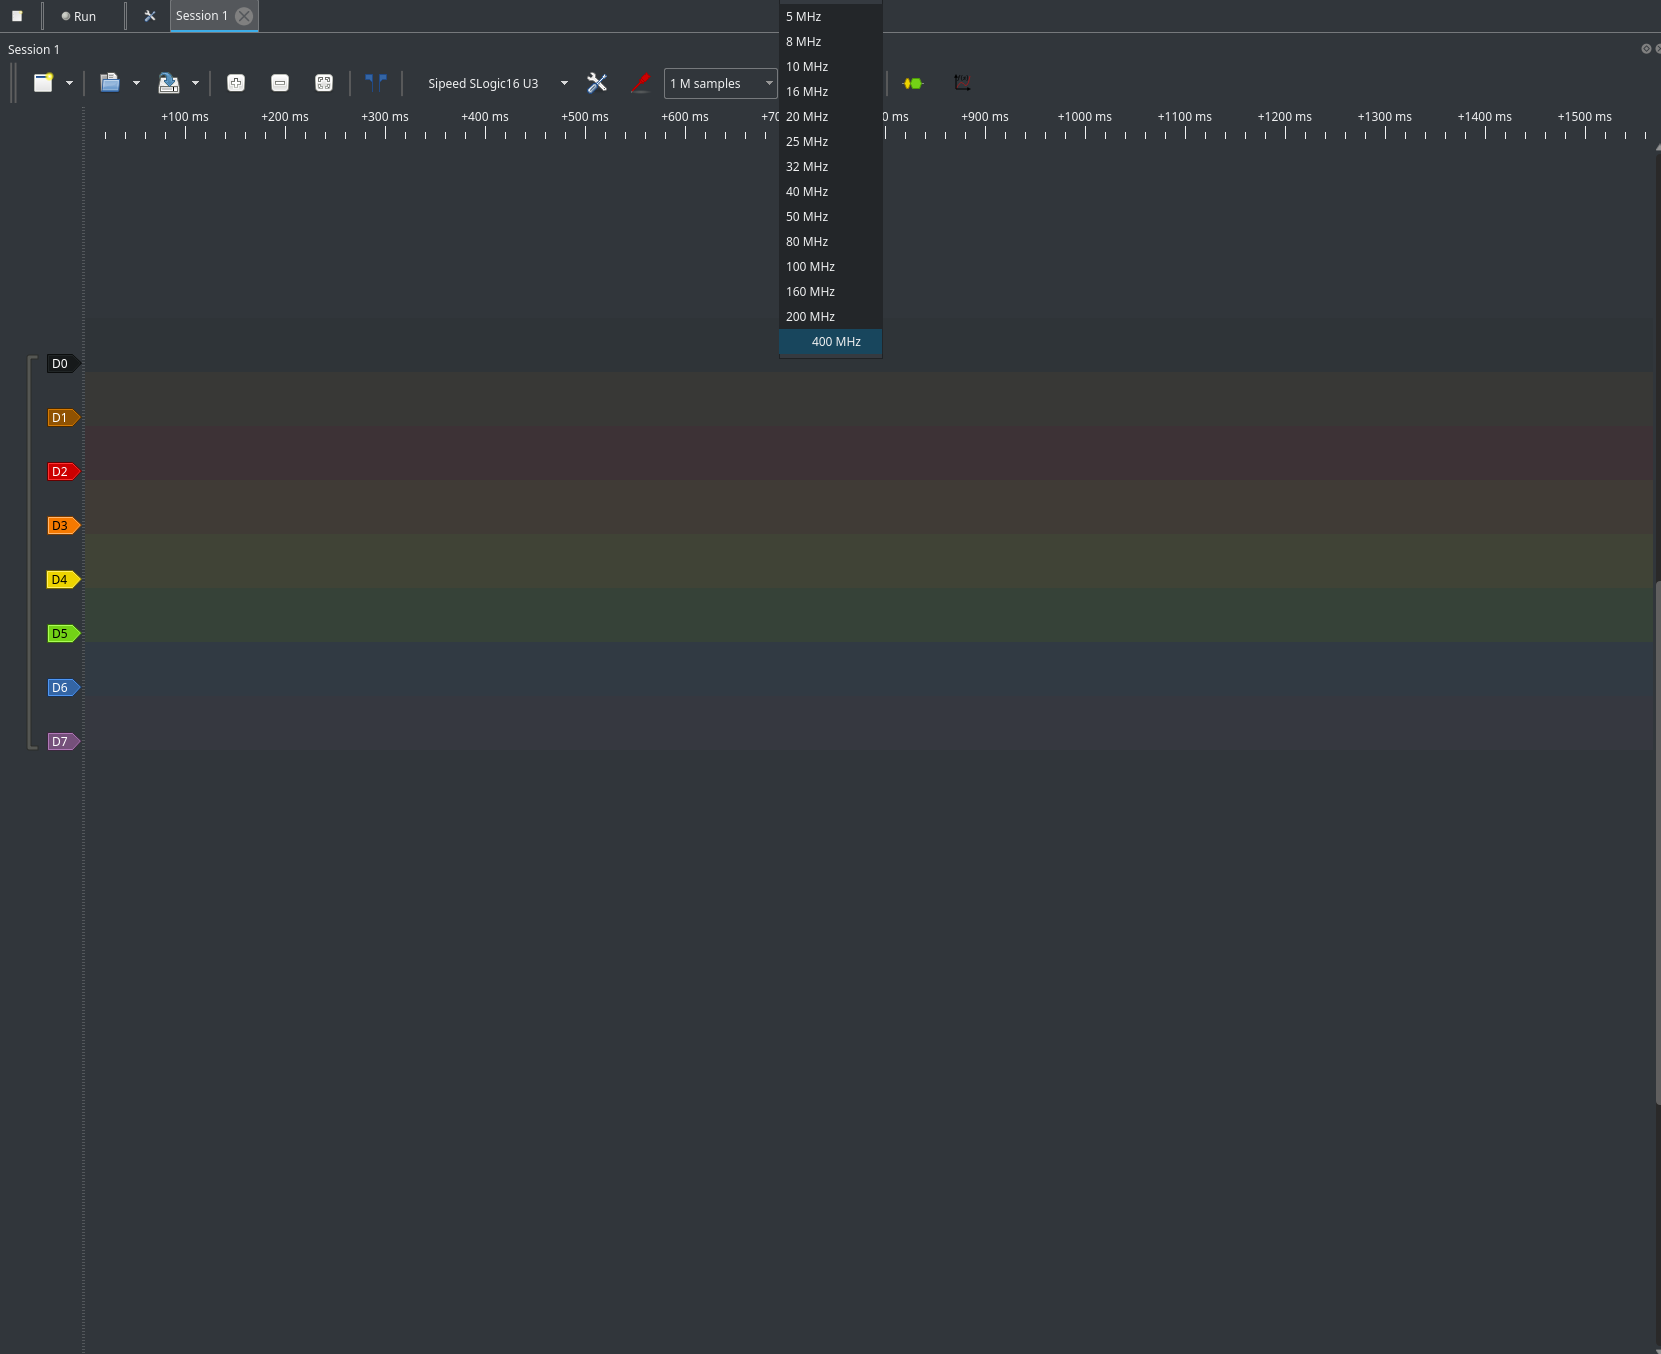 Run
Session 1
Session 1
Sipeed SLogic16 U3
1 M samples
+100 ms +200 ms +300 ms +400 ms +500 ms +600 ms +70 0 ms +900 ms +1000 ms +1100 ms +1200 ms +1300 ms +1400 ms +1500 ms
5 MHz
8 MHz
10 MHz
16 MHz
20 MHz
25 MHz
32 MHz
40 MHz
50 MHz
80 MHz
100 MHz
160 MHz
200 MHz
400 MHz
D0
D1
D2
D3
D4
D5
D6
D7